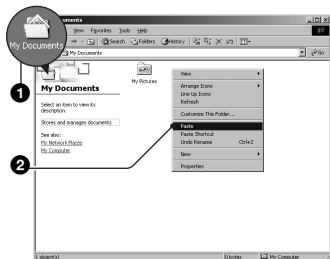 My Documents
View Favorites Tools Help
Search Folders History
My Documents
Go
1
My Documents
Select an item to view its
description.
Stores and manages documents
See also:
My Network Places
My Computer
My Pictures
View
Arrange Icons
Line Up Icons
Refresh
Customize This Folder...
Paste
Paste Shortcut
Undo Rename Ctrl+Z
New
Properties
2
1 object(s) 0 bytes My Computer